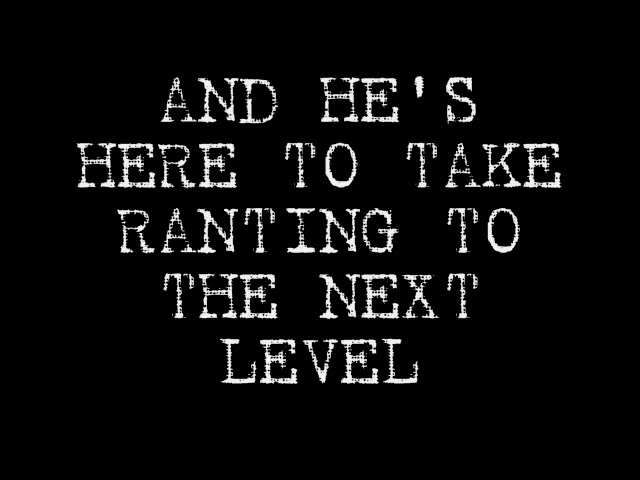 AND HE'S
HERE TO TAKE
RANTING TO
THE NEXT
LEVEL